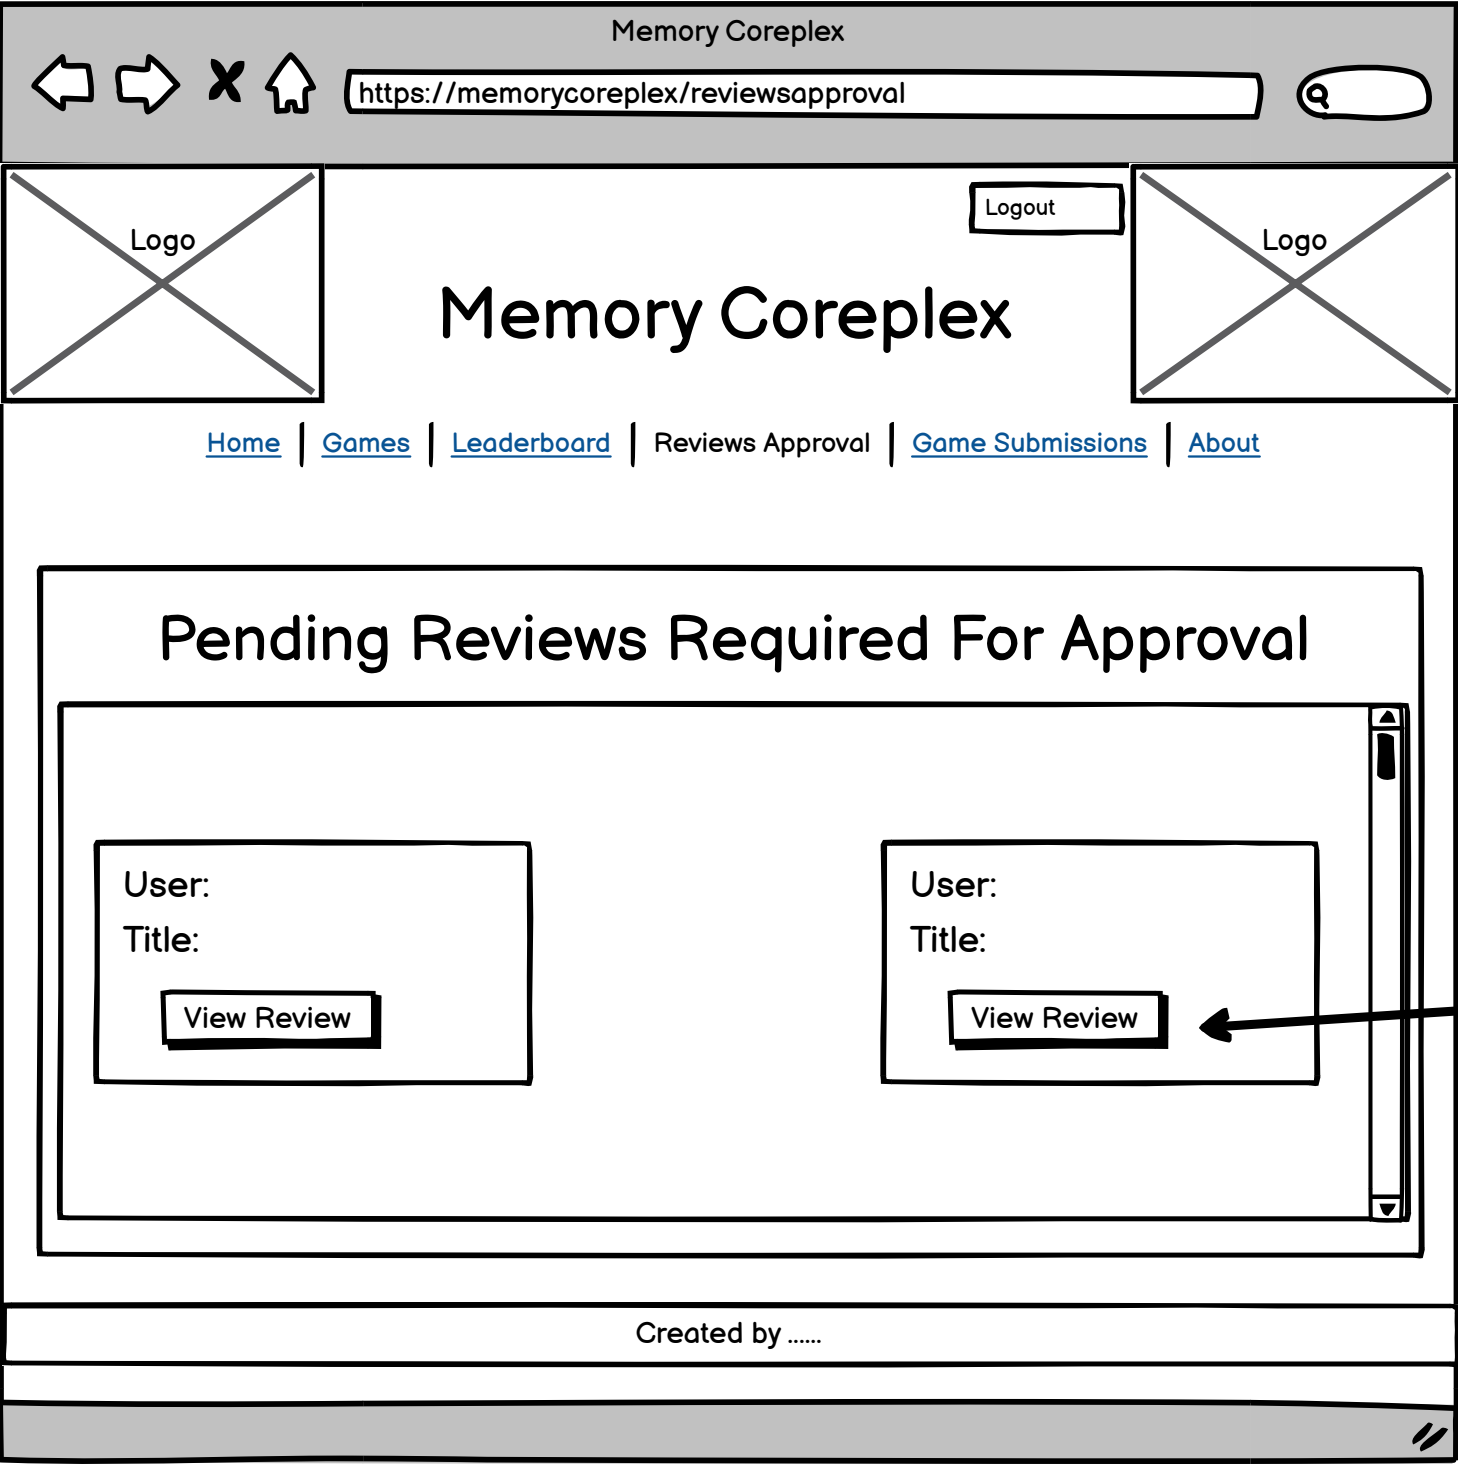 Memory Coreplex
https://memorycoreplex/reviewsapproval
Logo
Logout
Logo
Memory Coreplex
Home | Games | Leaderboard | Reviews Approval | Game Submissions | About
Pending Reviews Required For Approval
User:
Title:
View Review
User:
Title:
View Review
Created by ......